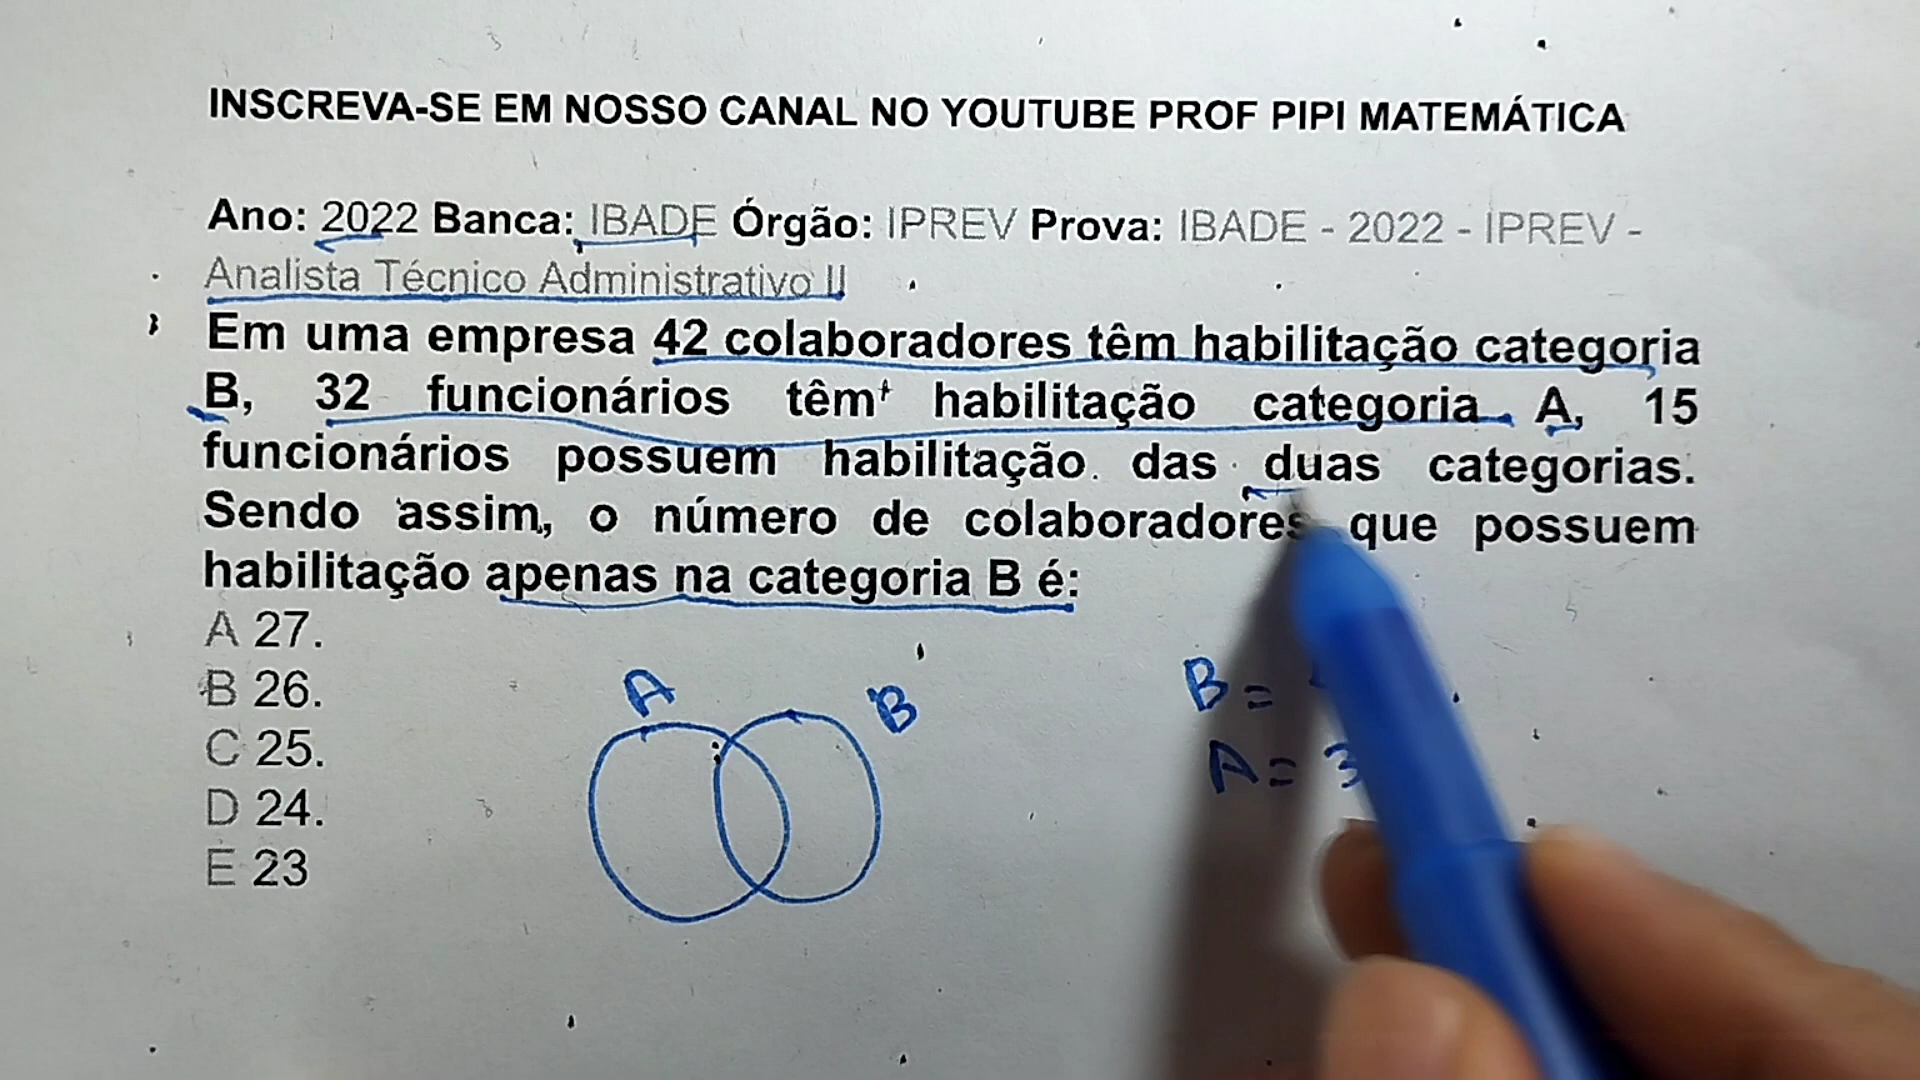 INSCREVA-SE EM NOSSO CANAL NO YOUTUBE PROF PIPI MATEMÁTICA
Ano: 2022 Banca: IBADE Órgão: IPREV Prova: IBADE - 2022 - IPREV -
Analista Técnico Administrativo II
Em uma empresa 42 colaboradores têm habilitação categoria
B, 32 funcionários têm habilitação categoria A, 15
funcionários possuem habilitação das duas categorias.
Sendo assim, o número de colaboradores que possuem
habilitação apenas na categoria B é:
A 27.
B 26.
C 25.
D 24.
E 23
A
B
B =
A = 3